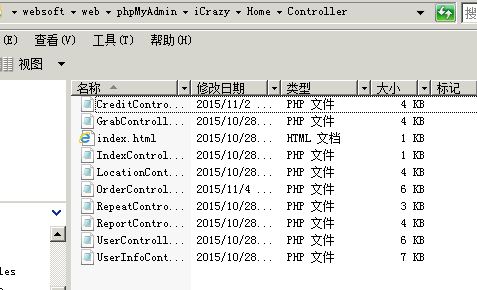 websoft ▸ web ▸ phpMyAdmin ▸ iCrazy ▸ Home ▸ Controller
(E) 查看(V) 工具(T) 帮助(H)
视图
名称 修改日期 类型 大小 标记
CreditContro... 2015/11/2 ... PHP 文件 4 KB
GrabControll... 2015/10/28... PHP 文件 4 KB
index.html 2015/10/28... HTML 文档 1 KB
IndexControl... 2015/10/28... PHP 文件 1 KB
LocationCont... 2015/10/28... PHP 文件 4 KB
OrderControl... 2015/11/4 ... PHP 文件 6 KB
RepeatContro... 2015/10/28... PHP 文件 3 KB
ReportContro... 2015/10/28... PHP 文件 4 KB
UserControll... 2015/10/28... PHP 文件 6 KB
UserInfoCont... 2015/10/28... PHP 文件 7 KB
les